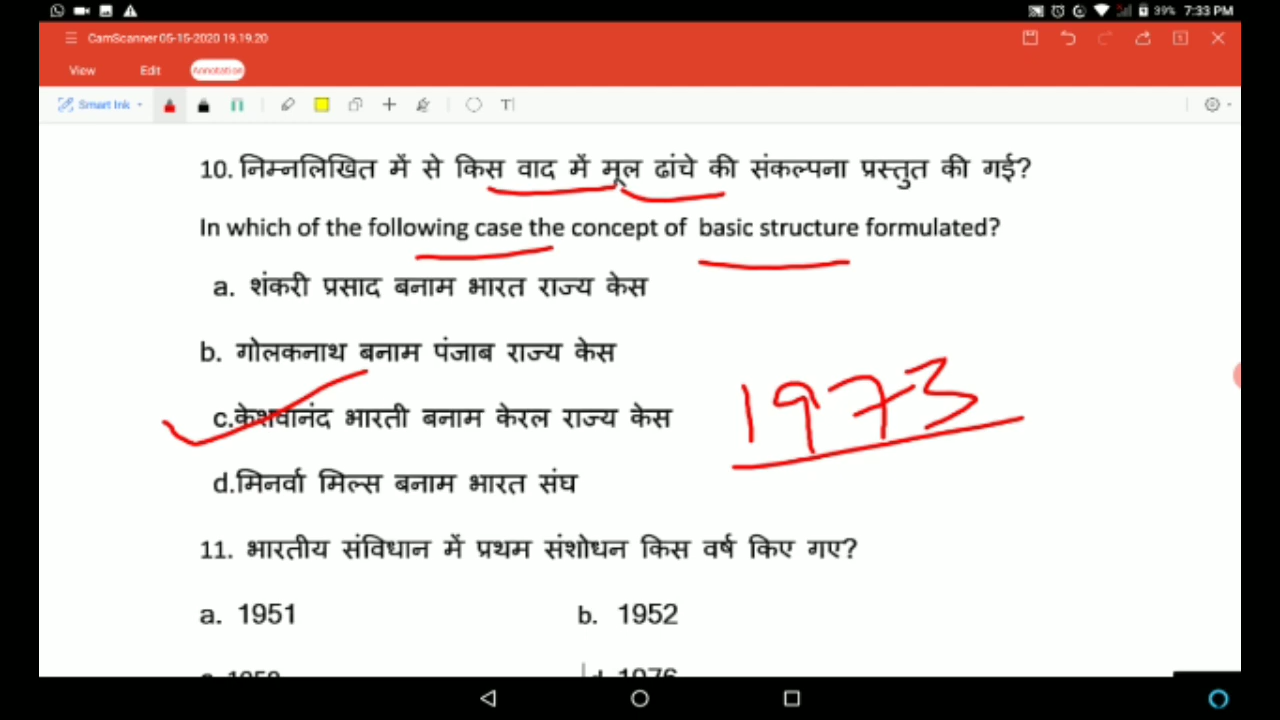 39% 7:33 PM
CamScanner 05-15-2020 19.19.20
View Edit Annotation
Smart Ink T
10. निम्नलिखित में से किस वाद में मूल ढांचे की संकल्पना प्रस्तुत की गई?
In which of the following case the concept of basic structure formulated?
a. शंकरी प्रसाद बनाम भारत राज्य केस
b. गोलकनाथ बनाम पंजाब राज्य केस
c.केशवानंद भारती बनाम केरल राज्य केस
1973
d.मिनर्वा मिल्स बनाम भारत संघ
11. भारतीय संविधान में प्रथम संशोधन किस वर्ष किए गए?
a. 1951 b. 1952
d. 1976